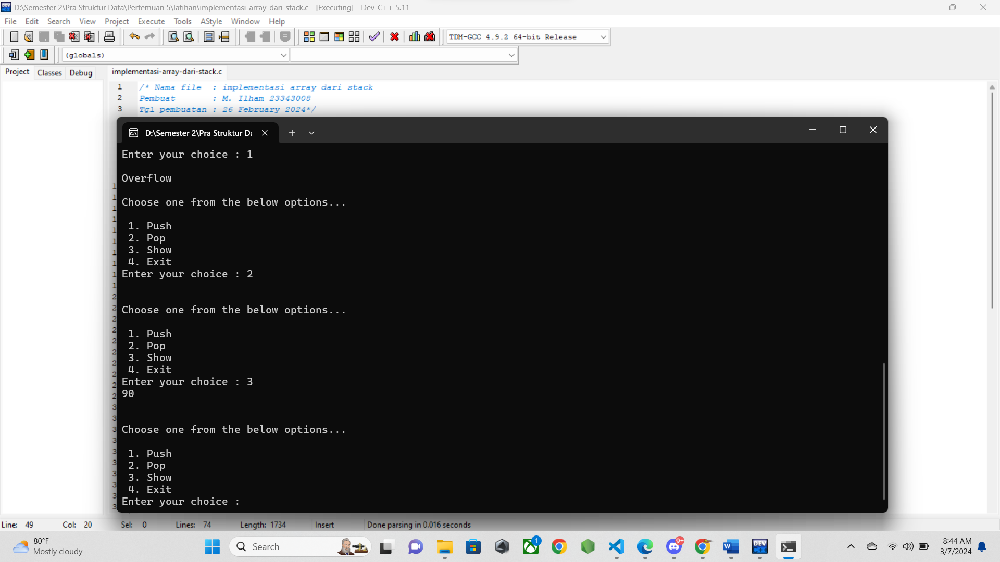 D:\Semester 2\Pra Struktur Data\Pertemuan 5\latihan\implementasi-array-dari-stack.c - [Executing] - Dev-C++ 5.11
File Edit Search View Project Execute Tools AStyle Window Help
TDM-GCC 4.9.2 64-bit Release
(globals)
Project Classes Debug
implementasi-array-dari-stack.c
1 /* Nama file : implementasi array dari stack
2 Pembuat : M. Ilham 23343008
3 Tgl pembuatan : 26 February 2024*/
D:\Semester 2\Pra Struktur Da
Enter your choice : 1
Overflow
Choose one from the below options...
1. Push
2. Pop
3. Show
4. Exit
Enter your choice : 2
Choose one from the below options...
1. Push
2. Pop
3. Show
4. Exit
Enter your choice : 3
90
Choose one from the below options...
1. Push
2. Pop
3. Show
4. Exit
Enter your choice :
Line: 49 Col: 20 Sel: 0 Lines: 74 Length: 1734 Insert Done parsing in 0.016 seconds
80°F
Mostly cloudy
Search
1
9+
DEV
C++
8:44 AM
3/7/2024